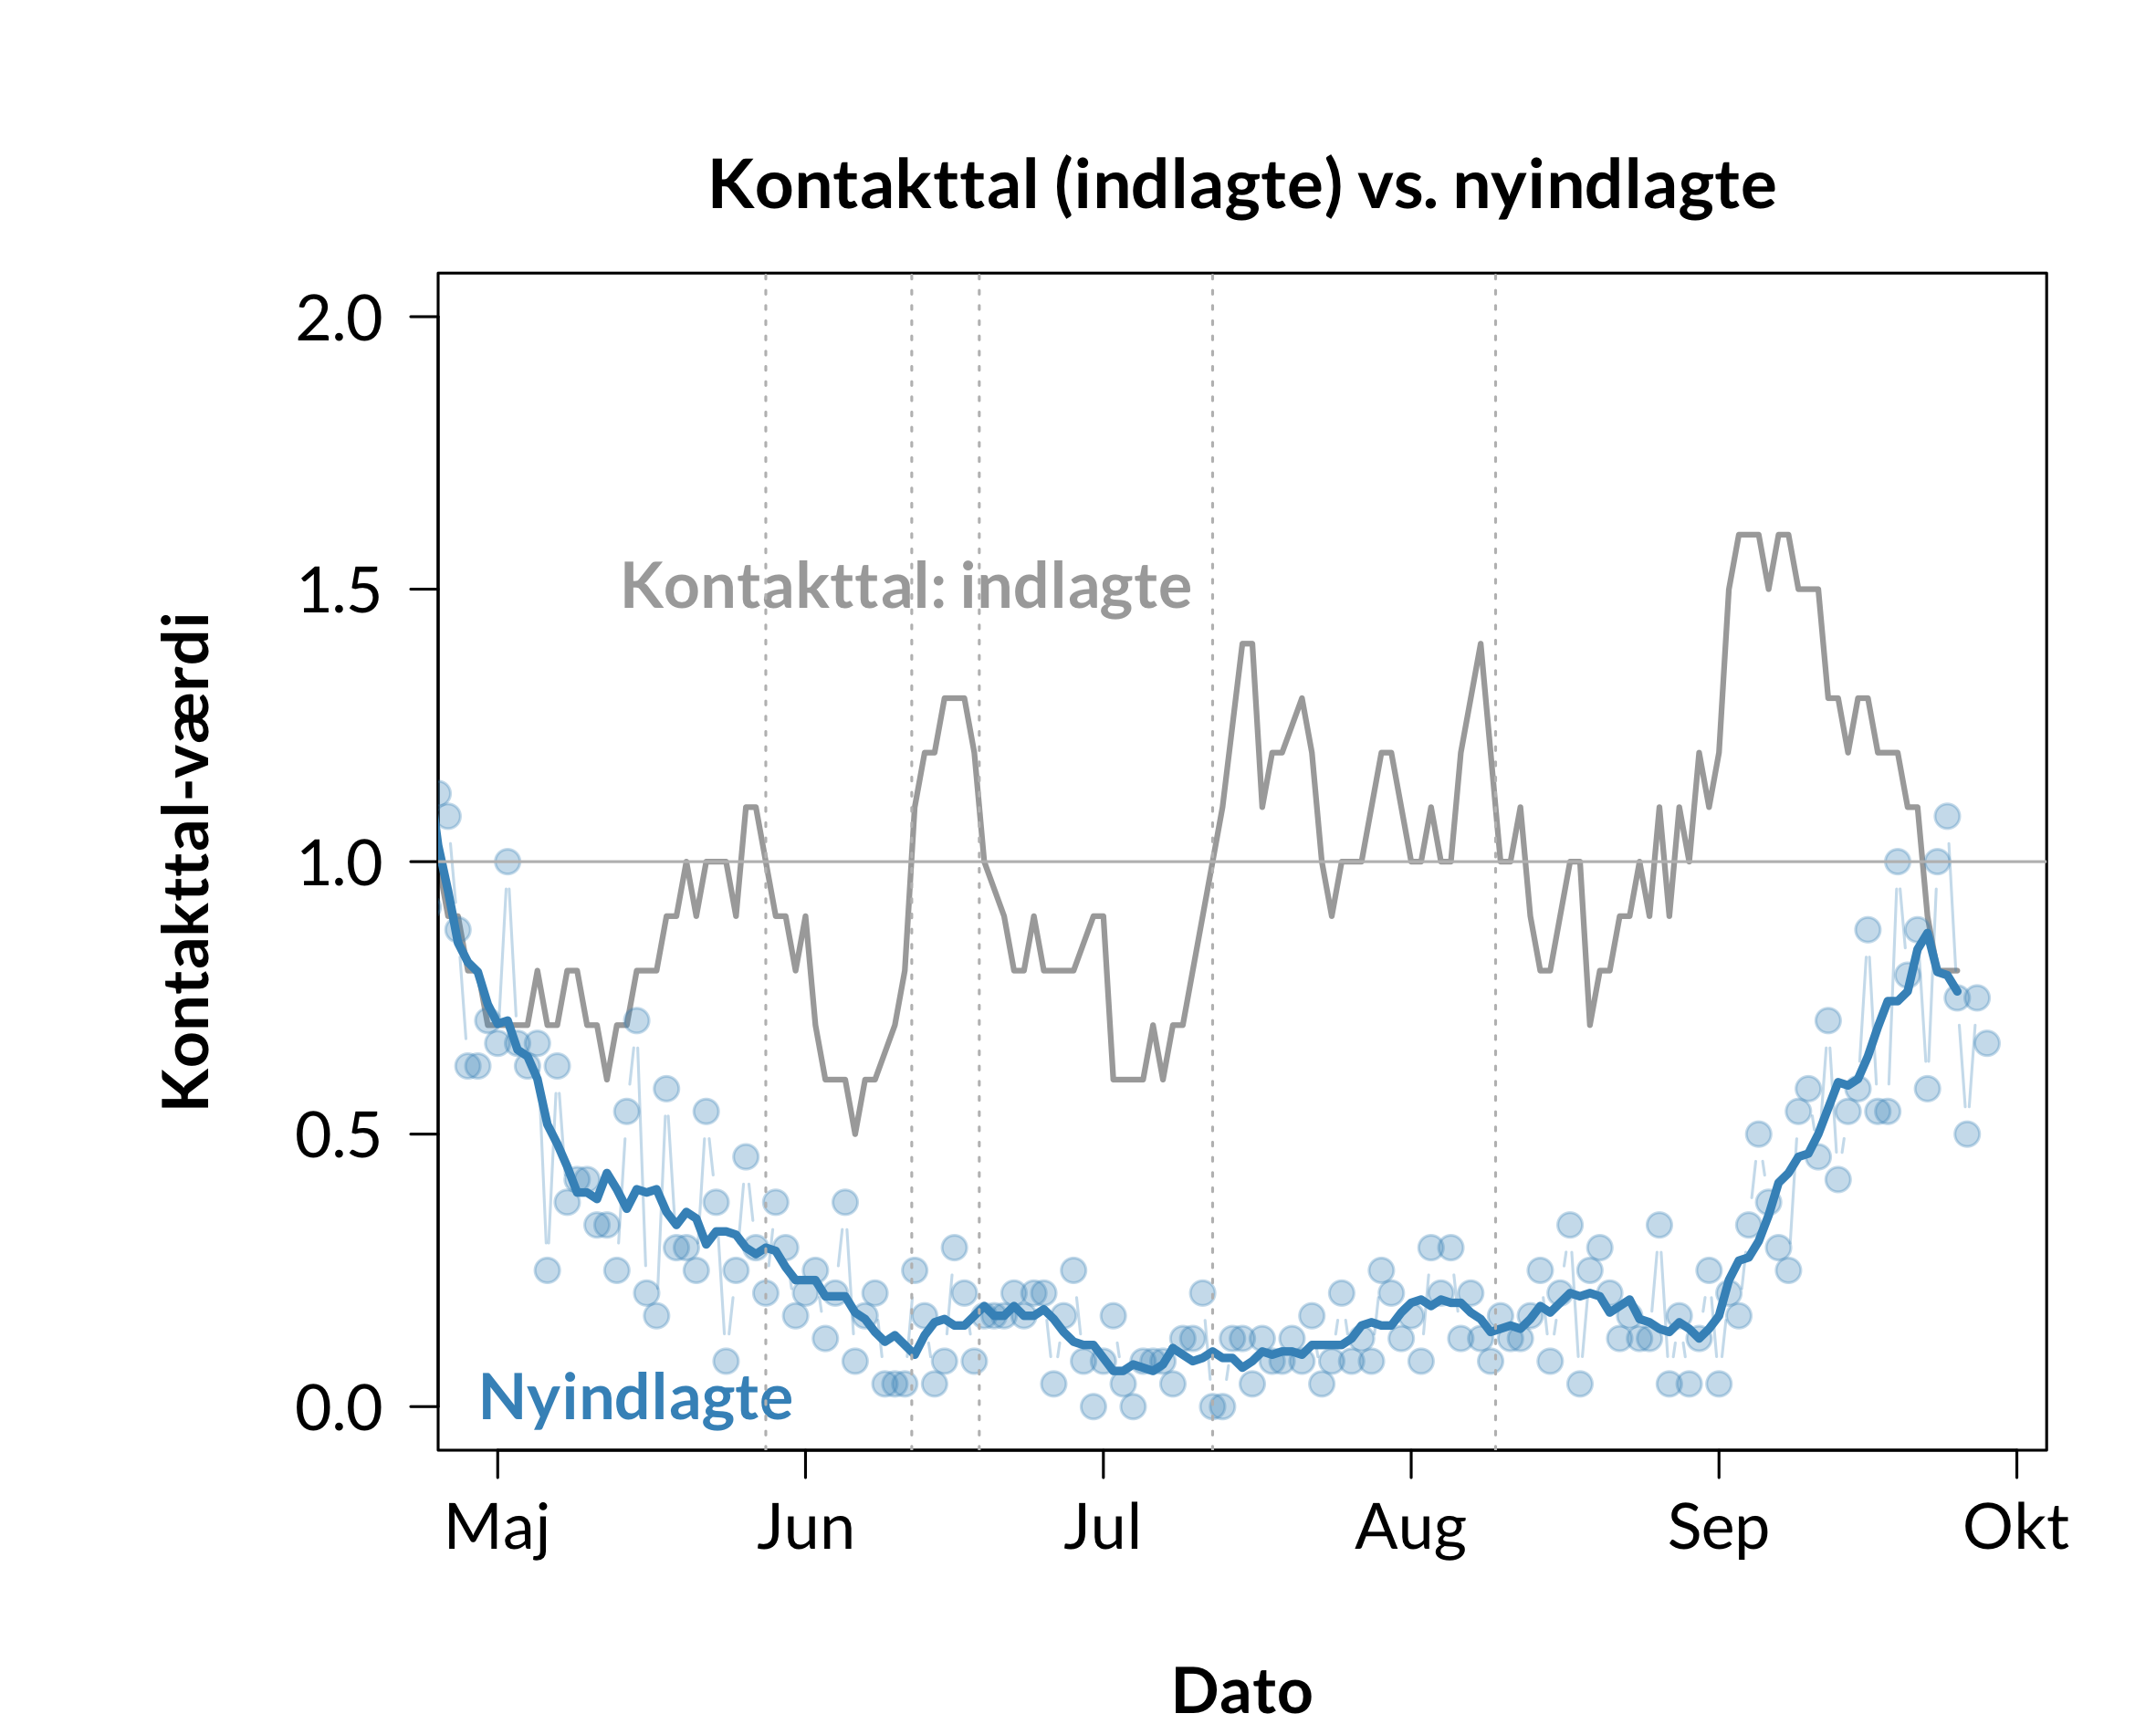 Kontakttal (indlagte) vs. nyindlagte
2.0
1.5
1.0
0.5
0.0
Kontakttal-værdi
Kontakttal: indlagte
Nyindlagte
Maj Jun Jul Aug Sep Okt
Dato